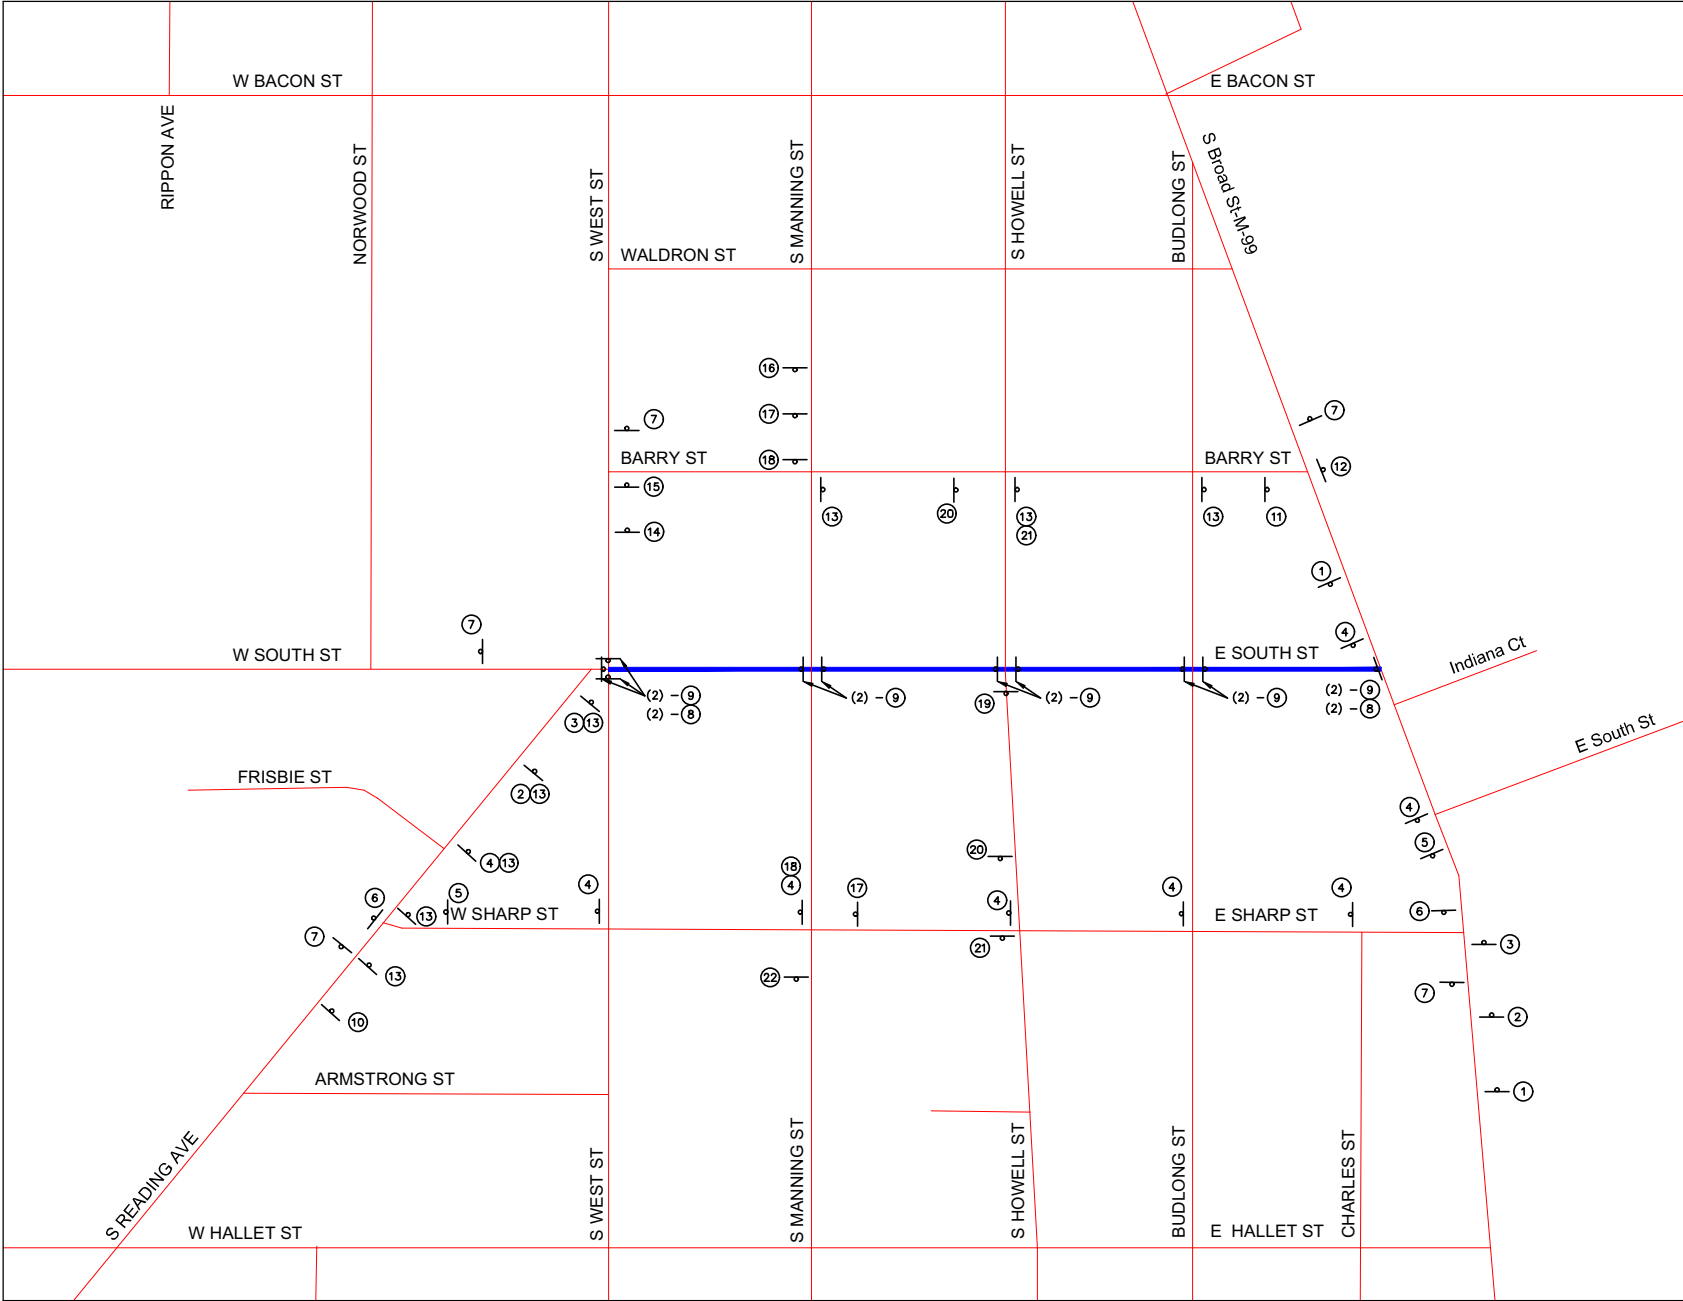 W BACON ST
E BACON ST
RIPPON AVE
NORWOOD ST
S WEST ST
S MANNING ST
S HOWELL ST
BUDLONG ST
S Broad St-M-99
WALDRON ST
16
17
7
7
BARRY ST
18
BARRY ST
12
15
13
20
13
21
13
11
14
1
7
4
W SOUTH ST
E SOUTH ST
Indiana Ct
(2) - 9
(2) - 8
(2) - 9
19
(2) - 9
(2) - 9
(2) - 9
(2) - 8
3 13
E South St
FRISBIE ST
2 13
4
5
4 13
20
18
4
4
17
4
4
4
5
6
13
W SHARP ST
E SHARP ST
6
7
21
3
13
22
7
10
2
ARMSTRONG ST
1
S READING AVE
S WEST ST
S MANNING ST
S HOWELL ST
BUDLONG ST
CHARLES ST
W HALLET ST
E HALLET ST